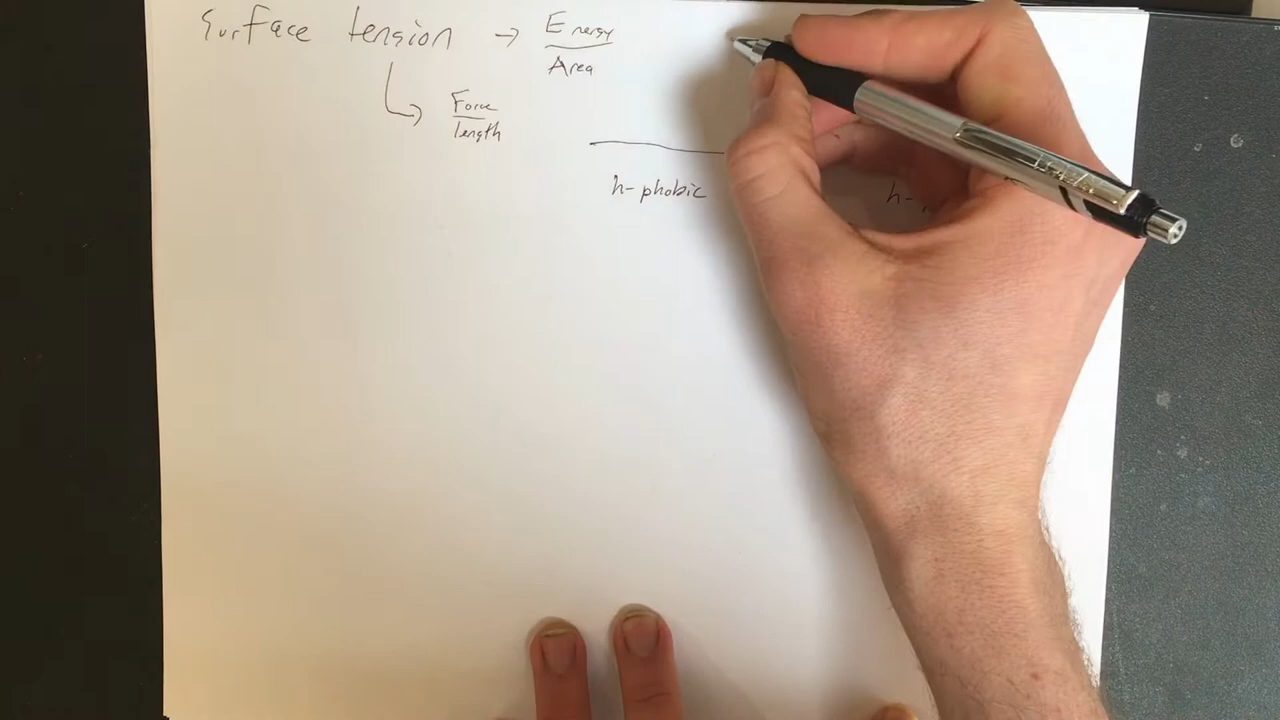 Surface tension → Energy
Area
Force
length
h-phobic
h-